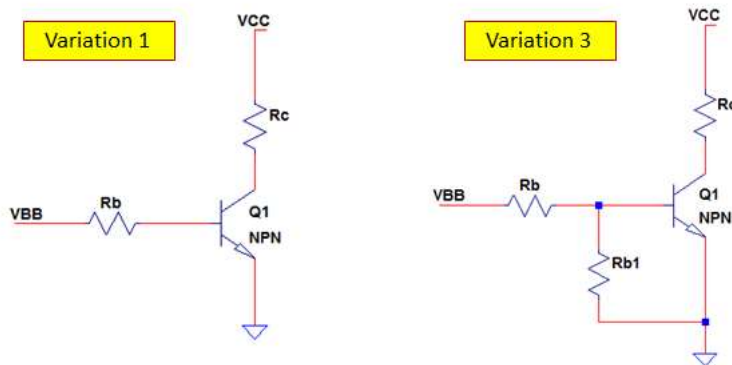 Variation 1
VCC
Rc
Rb
VBB
Q1
NPN
Variation 3
VCC
Rc
Rb
VBB
Q1
NPN
Rb1